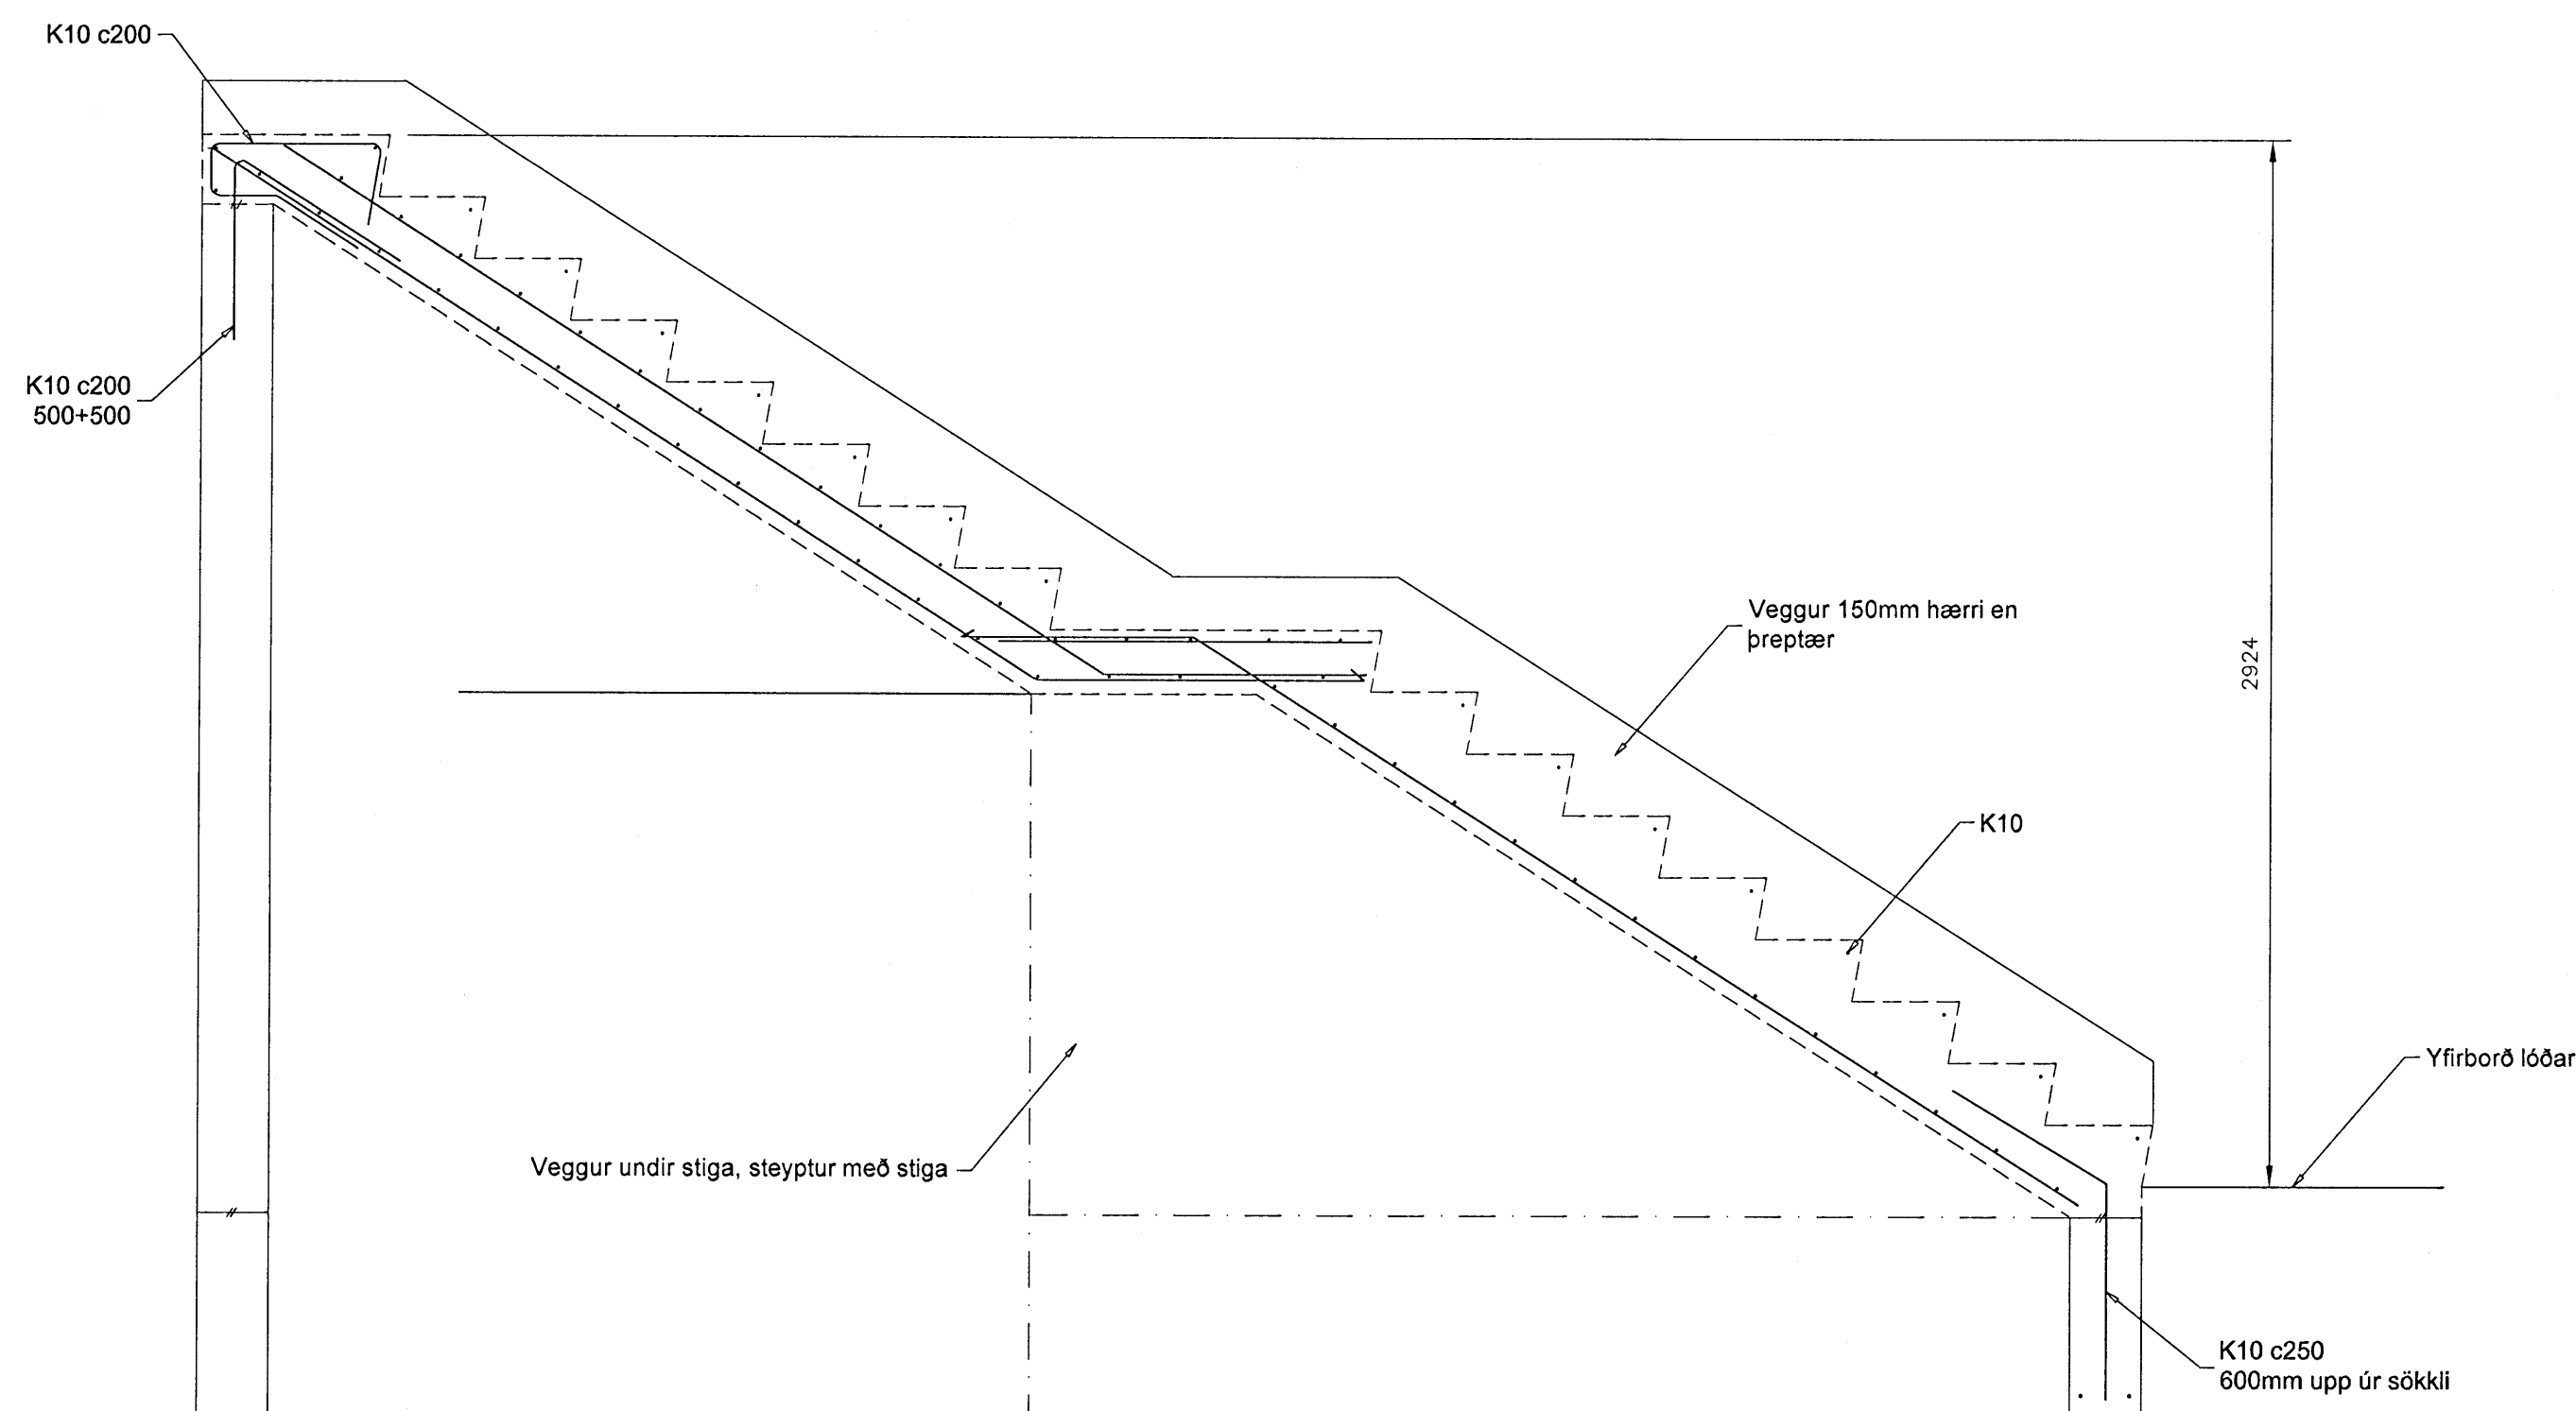 K10 c200
K10 c200
500+500
Veggur 150mm hærri en
þreptær
2924
K10
Yfirborð lóðar
Veggur undir stiga, steyptur með stiga
K10 c250
600mm upp úr sökkli